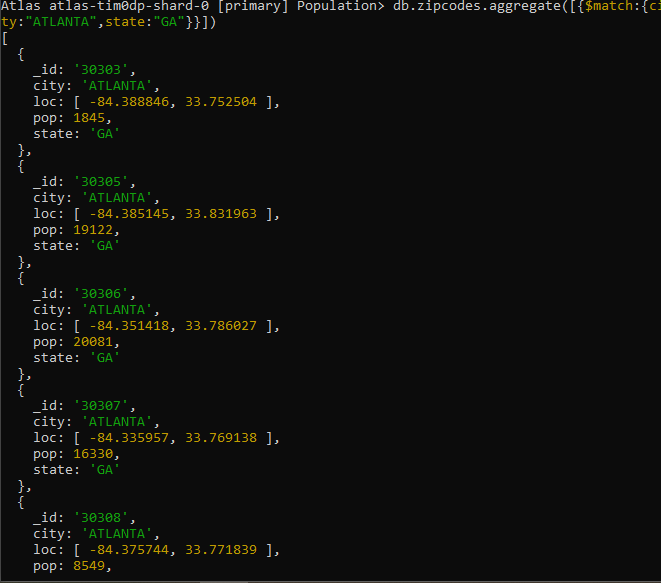 Atlas atlas-tim0dp-shard-0 [primary] Population> db.zipcodes.aggregate([{$match:{ci
ty:"ATLANTA",state:"GA"}}])
[
  {
    _id: '30303',
    city: 'ATLANTA',
    loc: [ -84.388846, 33.752504 ],
    pop: 1845,
    state: 'GA'
  },
  {
    _id: '30305',
    city: 'ATLANTA',
    loc: [ -84.385145, 33.831963 ],
    pop: 19122,
    state: 'GA'
  },
  {
    _id: '30306',
    city: 'ATLANTA',
    loc: [ -84.351418, 33.786027 ],
    pop: 20081,
    state: 'GA'
  },
  {
    _id: '30307',
    city: 'ATLANTA',
    loc: [ -84.335957, 33.769138 ],
    pop: 16330,
    state: 'GA'
  },
  {
    _id: '30308',
    city: 'ATLANTA',
    loc: [ -84.375744, 33.771839 ],
    pop: 8549,